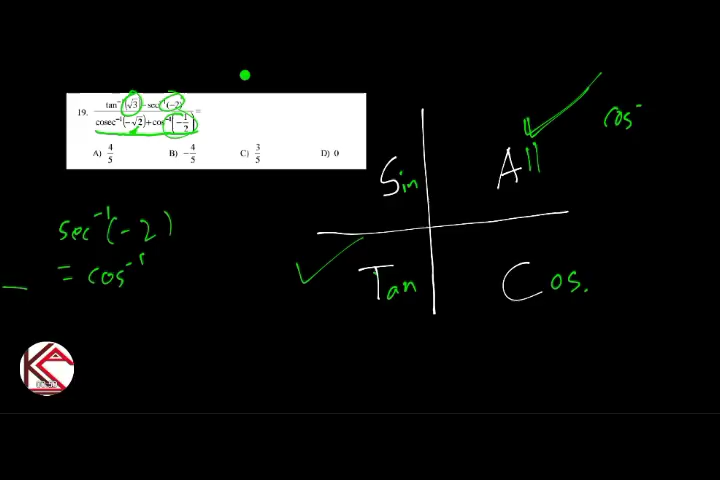 19. tan⁻¹(√3) − sec⁻¹(−2)
cosec⁻¹(−√2) + cos⁻¹(−1/2) =
A) 4/5 B) −4/5 C) 3/5 D) 0
cos⁻
Sin All
sec⁻¹(−2)
= cos⁻¹
Tan Cos.